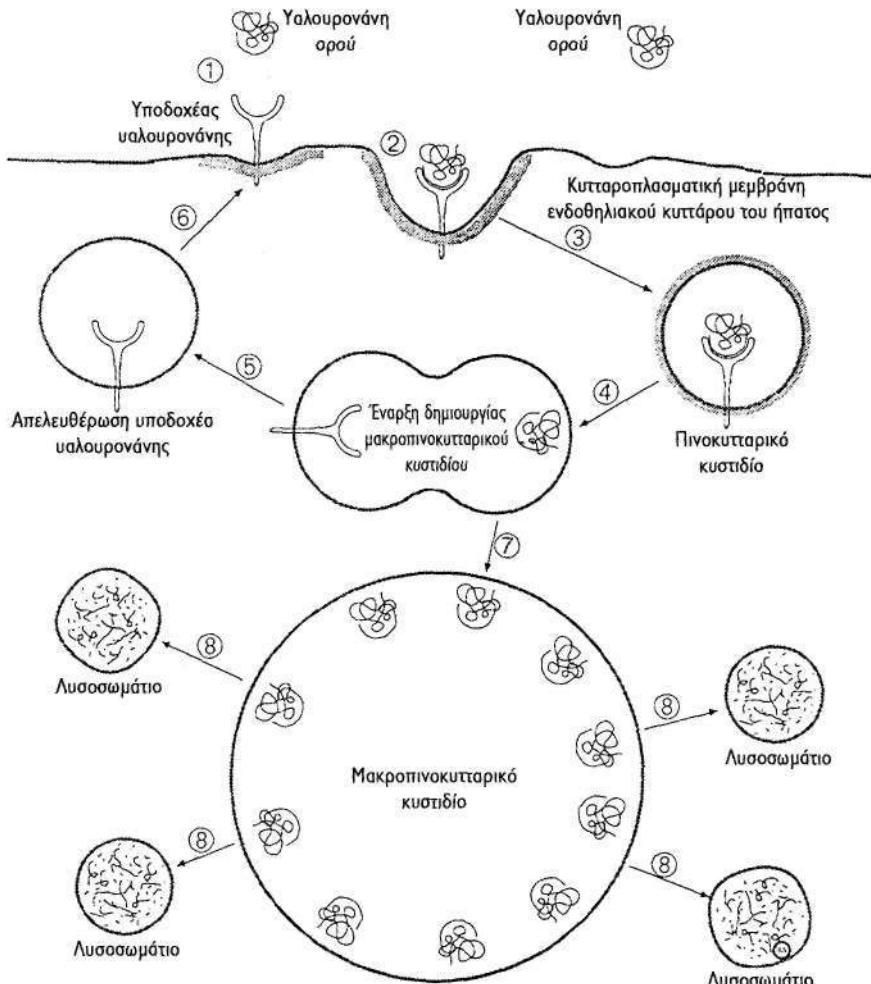 Υαλουρονάνη
ορού
Υαλουρονάνη
ορού
①
Υποδοχέας
υαλουρονάνης
②
Κυτταροπλασματική μεμβράνη
ενδοθηλιακού κυττάρου του ήπατος
③
⑥
⑤
④
Απελευθέρωση υποδοχέα
υαλουρονάνης
Έναρξη δημιουργίας
μακροπινοκυτταρικού
κυστιδίου
Πινοκυτταρικό
κυστίδιο
⑦
⑧
Λυσοσωμάτιο
⑧
Λυσοσωμάτιο
Μακροπινοκυτταρικό
κυστίδιο
⑧
Λυσοσωμάτιο
⑧
Λυσοσωμάτιο